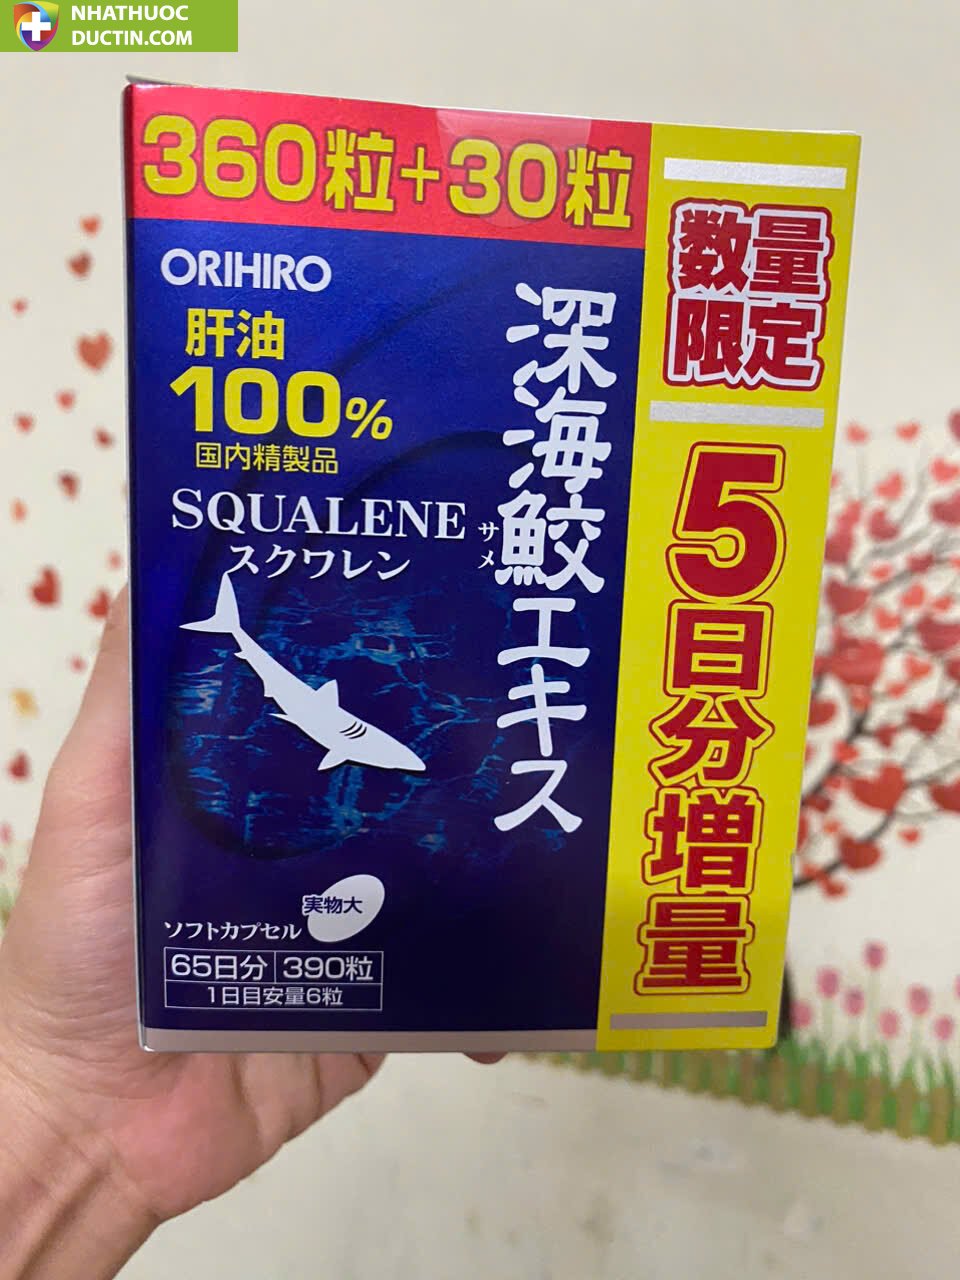 NHATHUOC
DUCTIN.COM
360粒+30粒
ORIHIRO
肝油
100%
国内精製品
SQUALENE
スクワレン
深海鮫エキス
サメ
実物大
ソフトカプセル
65日分 390粒
1日目安量6粒
数量
限定
5日分増量